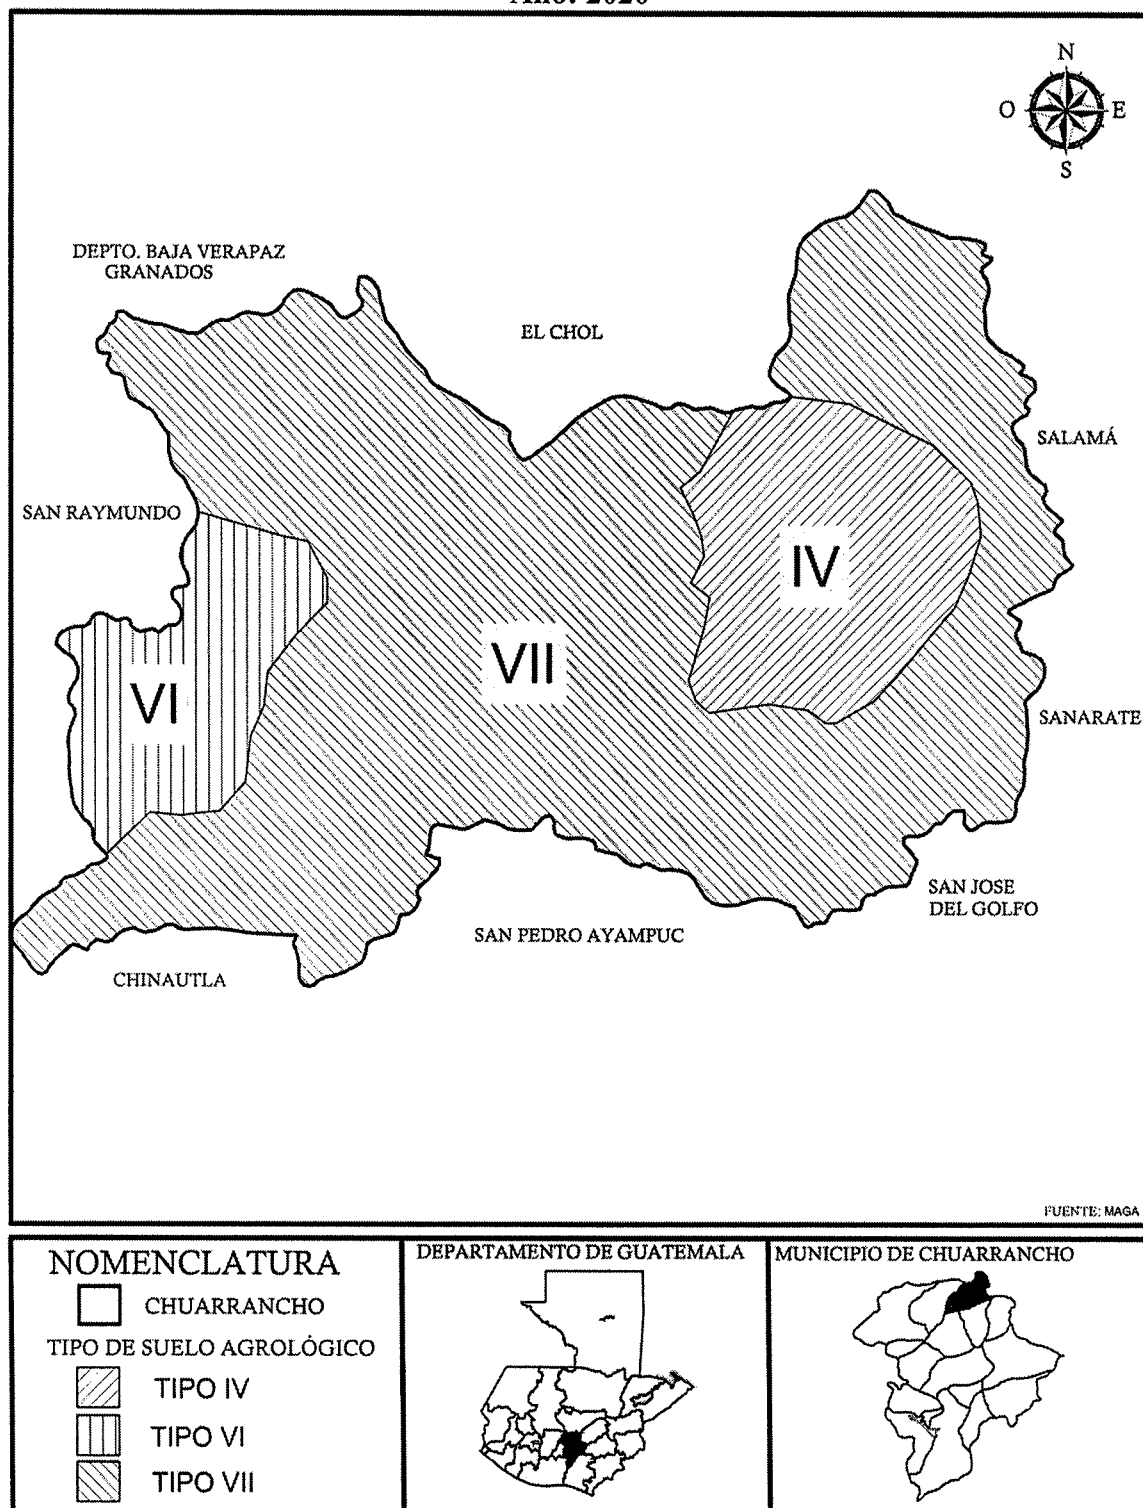 Año: 2020
N
O
E
S
DEPTO. BAJA VERAPAZ
GRANADOS
EL CHOL
SALAMÁ
SAN RAYMUNDO
IV
VII
VI
SANARATE
SAN JOSE
DEL GOLFO
SAN PEDRO AYAMPUC
CHINAUTLA
FUENTE: MAGA
NOMENCLATURA
CHUARRANCHO
TIPO DE SUELO AGROLÓGICO
TIPO IV
TIPO VI
TIPO VII
DEPARTAMENTO DE GUATEMALA
MUNICIPIO DE CHUARRANCHO